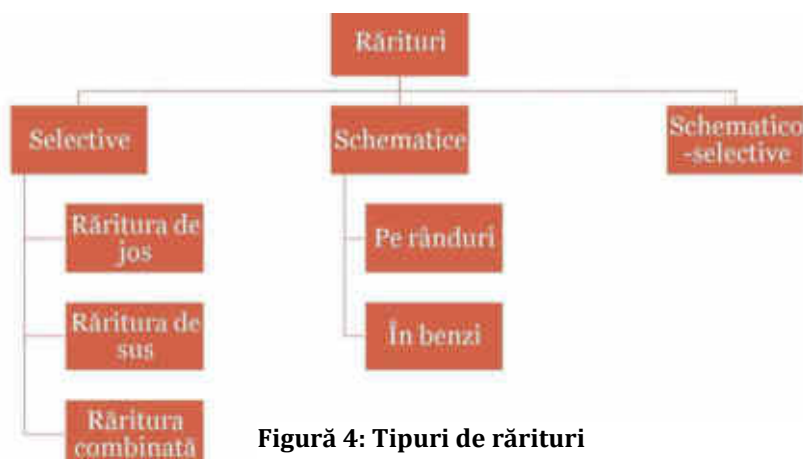 Rărituri
Selective
Schematice
Schematico
-selective
Răritura de
jos
Pe rânduri
Răritura de
sus
În benzi
Răritura
combinată
Figură 4: Tipuri de rărituri